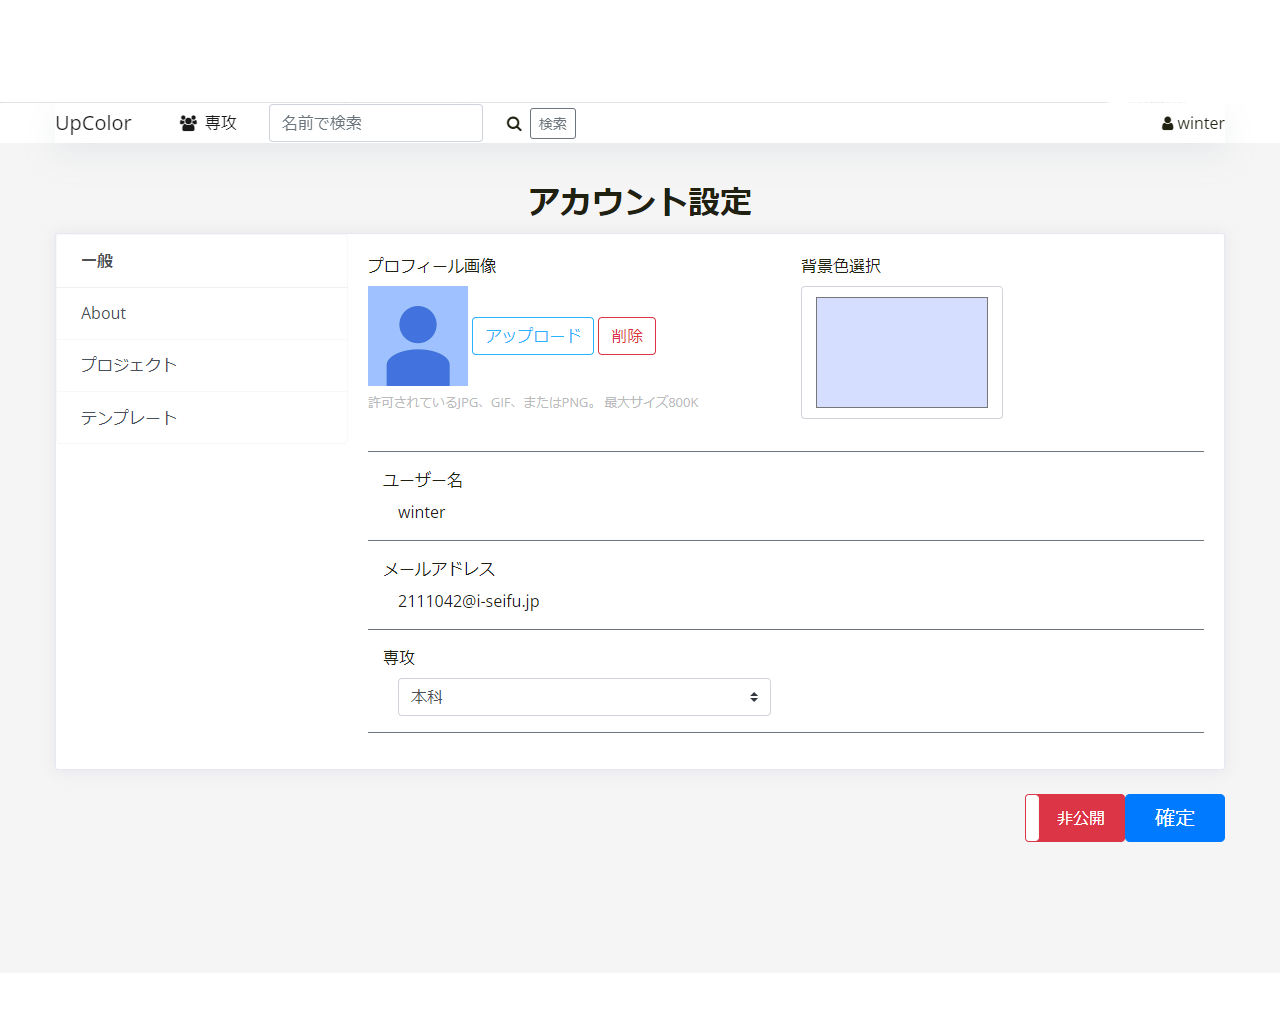 UpColor 専攻 名前で検索 検索 winter
アカウント設定
一般
About
プロジェクト
テンプレート
プロフィール画像
アップロード 削除
許可されているJPG、GIF、またはPNG。 最大サイズ800K
背景色選択
ユーザー名
winter
メールアドレス
2111042@i-seifu.jp
専攻
本科
非公開 確定